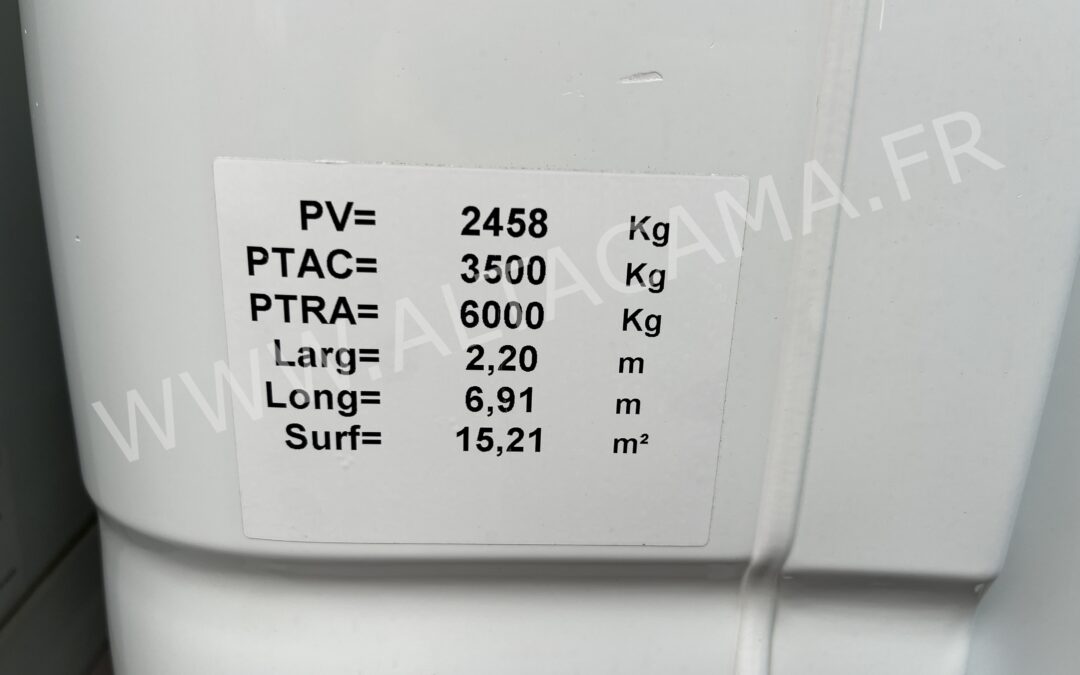 PV= 2458 Kg
PTAC= 3500 Kg
PTRA= 6000 Kg
Larg= 2,20 m
Long= 6,91 m
Surf= 15,21 m²
WWW.ALLIACAMA.FR